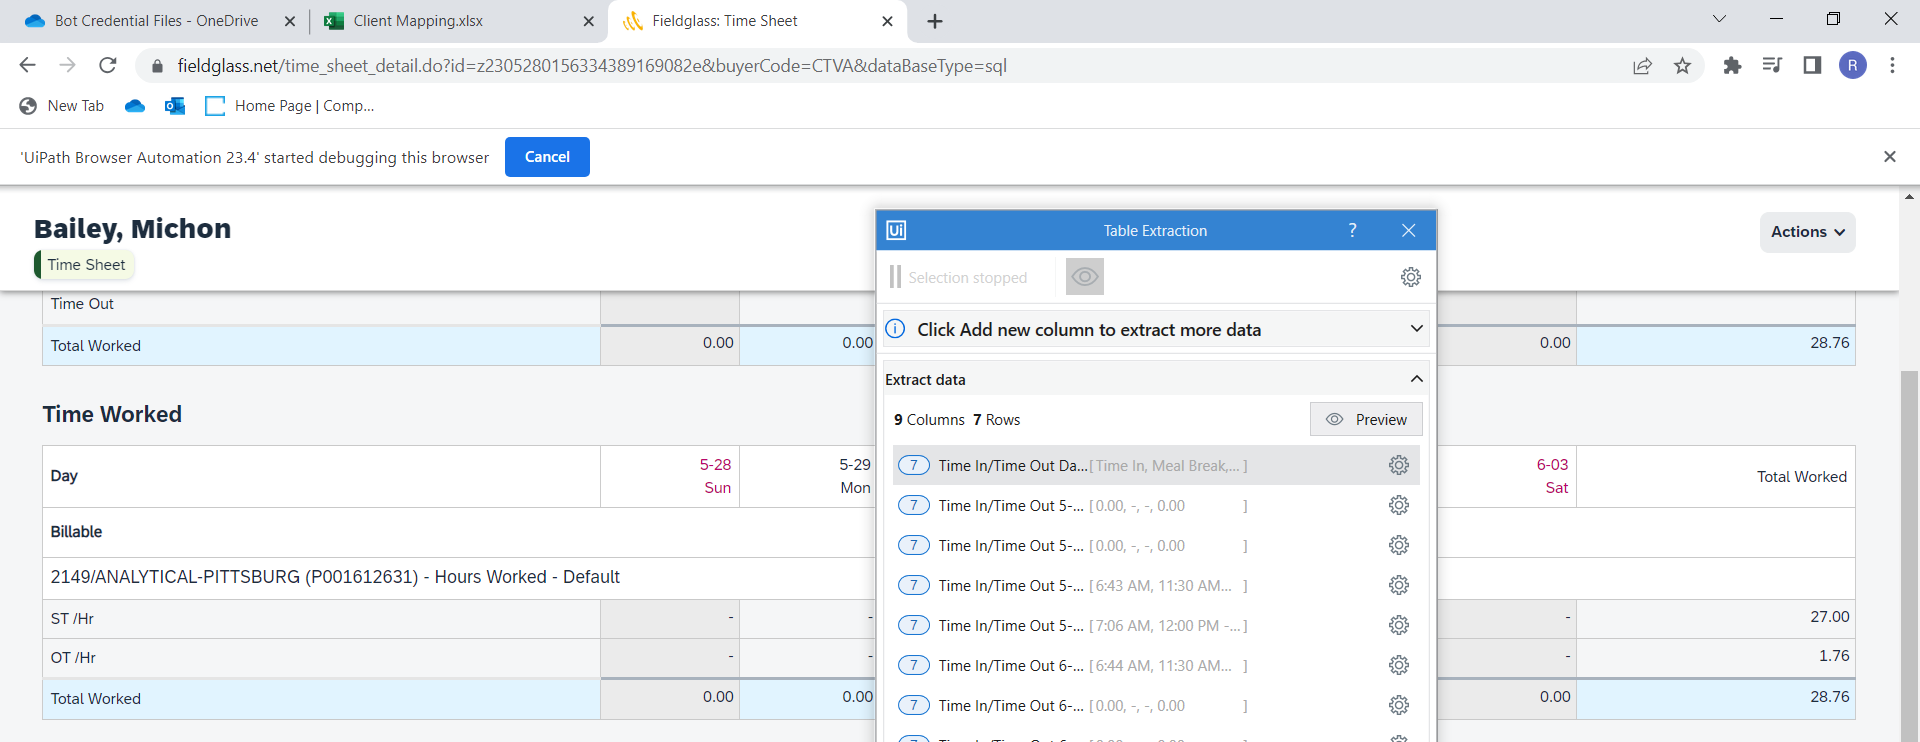 Bot Credential Files - OneDrive
Client Mapping.xlsx
Fieldglass: Time Sheet
fieldglass.net/time_sheet_detail.do?id=z2305280156334389169082e&buyerCode=CTVA&dataBaseType=sql
R
New Tab
Home Page | Comp...
'UiPath Browser Automation 23.4' started debugging this browser Cancel
Bailey, Michon
Time Sheet
Actions
Time Out
Total Worked 0.00 0.00 0.00 28.76
Time Worked
Day 5-28 Sun 5-29 Mon 6-03 Sat Total Worked
Billable
2149/ANALYTICAL-PITTSBURG (P001612631) - Hours Worked - Default
ST /Hr - - - 27.00
OT /Hr - - - 1.76
Total Worked 0.00 0.00 0.00 28.76
Ui Table Extraction ?
Selection stopped
Click Add new column to extract more data
Extract data
9 Columns 7 Rows Preview
7 Time In/Time Out Da... [ Time In, Meal Break,... ]
7 Time In/Time Out 5-... [ 0.00, -, -, 0.00 ]
7 Time In/Time Out 5-... [ 0.00, -, -, 0.00 ]
7 Time In/Time Out 5-... [ 6:43 AM, 11:30 AM... ]
7 Time In/Time Out 5-... [ 7:06 AM, 12:00 PM -... ]
7 Time In/Time Out 6-... [ 6:44 AM, 11:30 AM... ]
7 Time In/Time Out 6-... [ 0.00, -, -, 0.00 ]